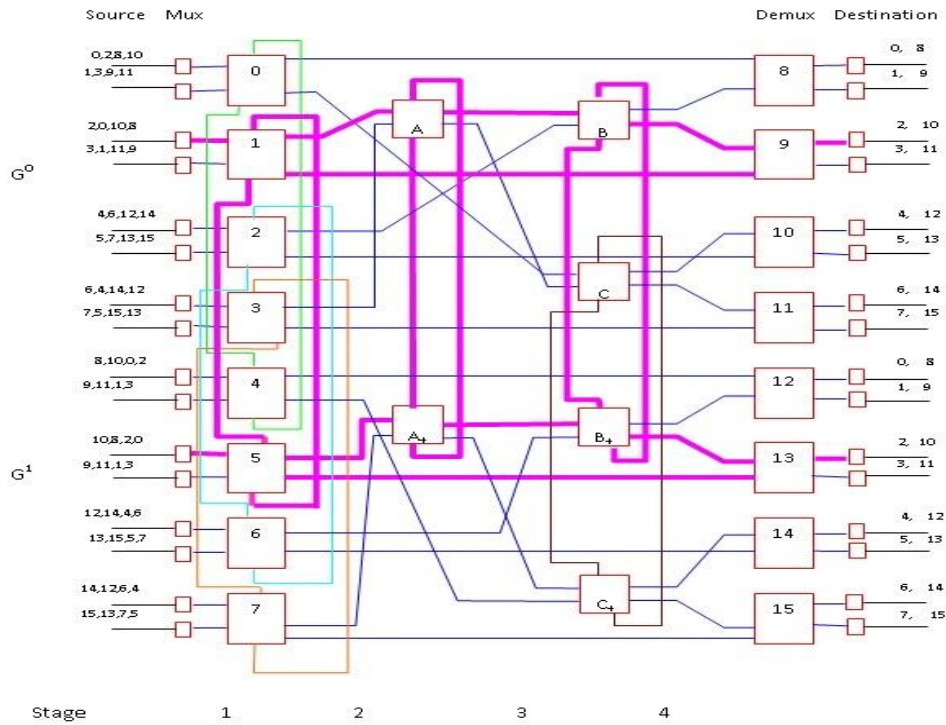 Source Mux Demux Destination
0,2,8,10 0 8 0, 8
1,3,9,11 1, 9
2,0,10,8 1 A B 9 2, 10
3,1,11,9 3, 11
G⁰
4,6,12,14 2 10 4, 12
5,7,13,15 5, 13
6,4,14,12 3 C 11 6, 14
7,5,15,13 7, 15
8,10,0,2 4 12 0, 8
9,11,1,3 1, 9
10,8,2,0 5 A₊ B₊ 13 2, 10
9,11,1,3 3, 11
G¹
12,14,4,6 6 14 4, 12
13,15,5,7 5, 13
14,12,6,4 7 C₊ 15 6, 14
15,13,7,5 7, 15
Stage 1 2 3 4